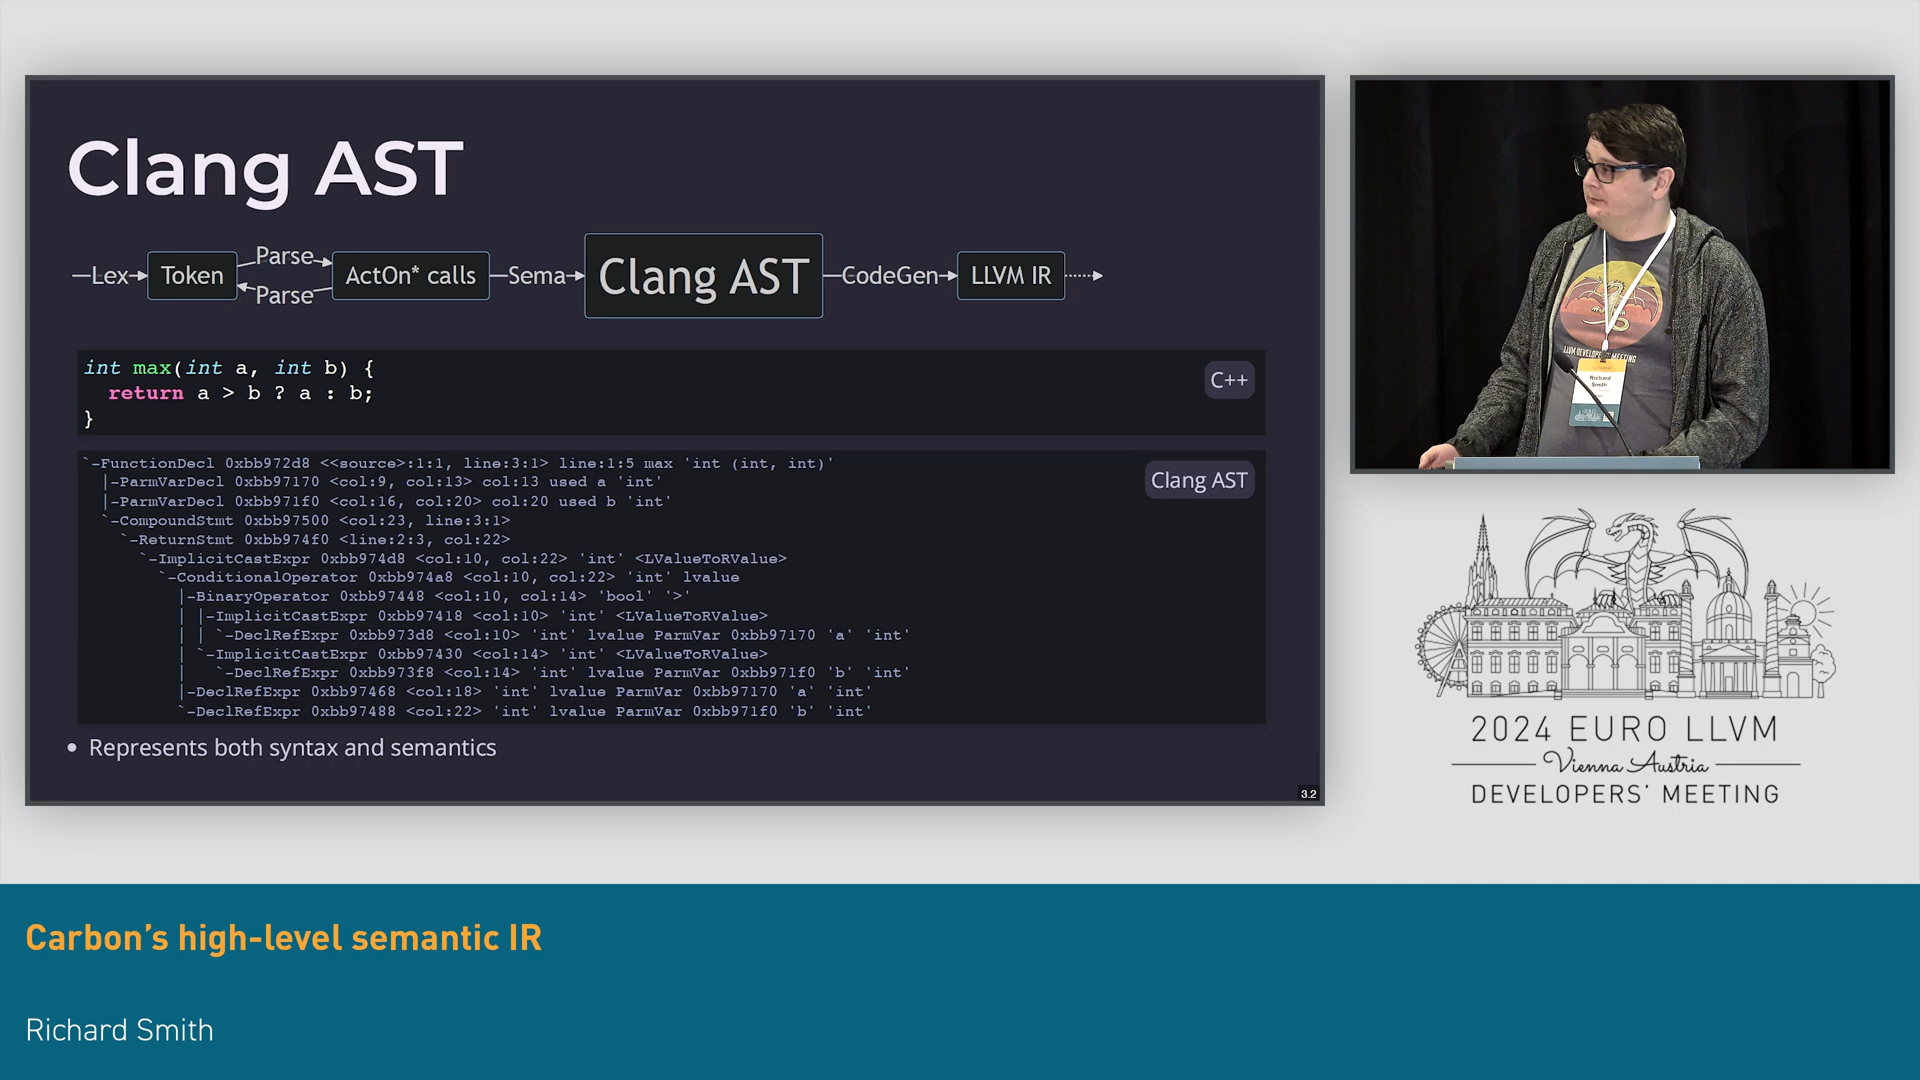 Clang AST
Lex Token Parse Parse ActOn* calls Sema Clang AST CodeGen LLVM IR
int max(int a, int b) {
  return a > b ? a : b;
}
C++
`-FunctionDecl 0xbb972d8 <<source>:1:1, line:3:1> line:1:5 max 'int (int, int)'
  |-ParmVarDecl 0xbb97170 <col:9, col:13> col:13 used a 'int'
  |-ParmVarDecl 0xbb971f0 <col:16, col:20> col:20 used b 'int'
  `-CompoundStmt 0xbb97500 <col:23, line:3:1>
    `-ReturnStmt 0xbb974f0 <line:2:3, col:22>
      `-ImplicitCastExpr 0xbb974d8 <col:10, col:22> 'int' <LValueToRValue>
        `-ConditionalOperator 0xbb974a8 <col:10, col:22> 'int' lvalue
          |-BinaryOperator 0xbb97448 <col:10, col:14> 'bool' '>'
          | |-ImplicitCastExpr 0xbb97418 <col:10> 'int' <LValueToRValue>
          | | `-DeclRefExpr 0xbb973d8 <col:10> 'int' lvalue ParmVar 0xbb97170 'a' 'int'
          | `-ImplicitCastExpr 0xbb97430 <col:14> 'int' <LValueToRValue>
          |   `-DeclRefExpr 0xbb973f8 <col:14> 'int' lvalue ParmVar 0xbb971f0 'b' 'int'
          |-DeclRefExpr 0xbb97468 <col:18> 'int' lvalue ParmVar 0xbb97170 'a' 'int'
          `-DeclRefExpr 0xbb97488 <col:22> 'int' lvalue ParmVar 0xbb971f0 'b' 'int'
Clang AST
• Represents both syntax and semantics
3.2
LLVM DEVELOPERS' MEETING
Richard
Smith
2024 EURO LLVM
Vienna Austria
DEVELOPERS' MEETING
Carbon’s high-level semantic IR
Richard Smith